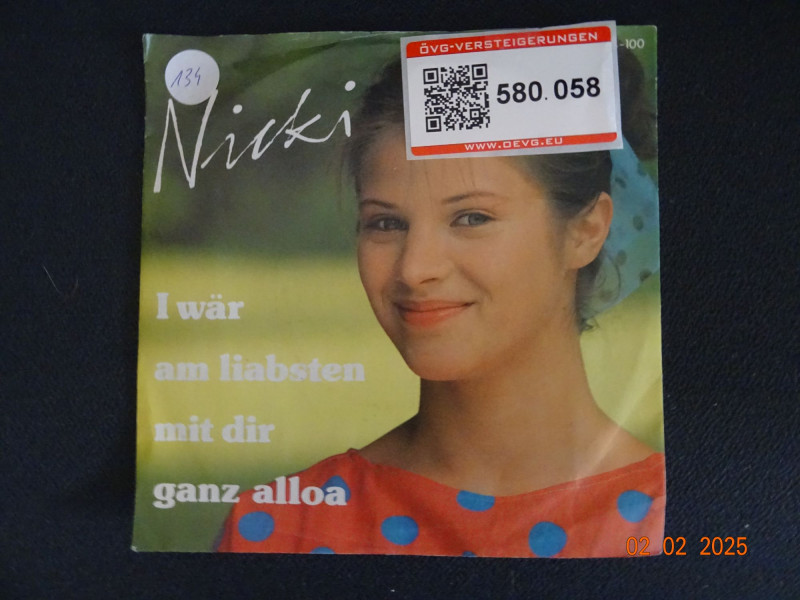 ÖVG-VERSTEIGERUNGEN
-100
134
580.058
WWW.OEVG.EU
Nicki
I wär
am liabsten
mit dir
ganz alloa
02 02 2025